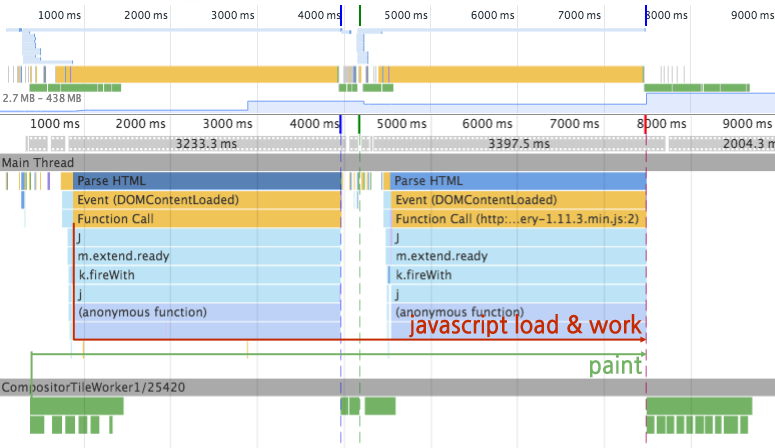 1000 ms 2000 ms 3000 ms 4000 ms 5000 ms 6000 ms 7000 ms 8000 ms 9000 ms
2.7 MB – 438 MB
1000 ms 2000 ms 3000 ms 4000 ms 5000 ms 6000 ms 7000 ms 8000 ms 9000 ms
3233.3 ms 3397.5 ms 2004.3 m
Main Thread
Parse HTML Parse HTML
Event (DOMContentLoaded) Event (DOMContentLoaded)
Function Call Function Call (http:...ery-1.11.3.min.js:2)
J J
m.extend.ready m.extend.ready
k.fireWith k.fireWith
j j
(anonymous function) (anonymous function)
javascript load & work
paint
CompositorTileWorker1/25420